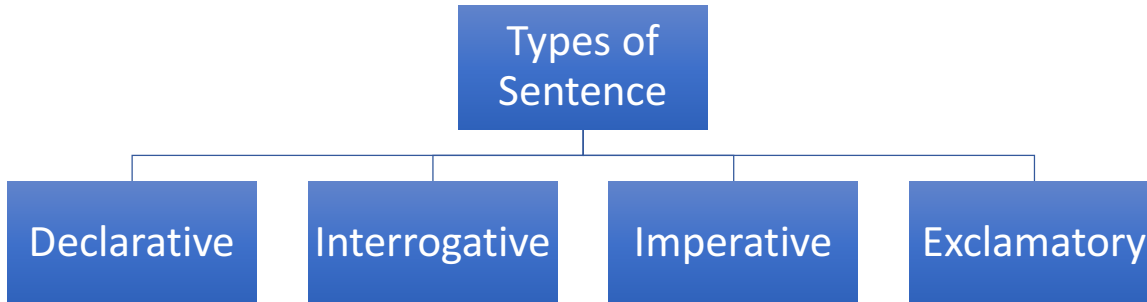 Types of
Sentence
Declarative
Interrogative
Imperative
Exclamatory